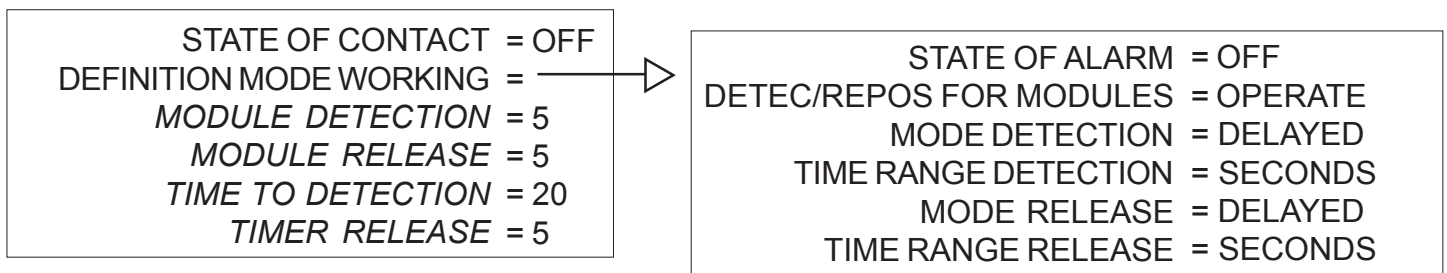 STATE OF CONTACT = OFF
DEFINITION MODE WORKING =
MODULE DETECTION = 5
MODULE RELEASE = 5
TIME TO DETECTION = 20
TIMER RELEASE = 5
STATE OF ALARM = OFF
DETEC/REPOS FOR MODULES = OPERATE
MODE DETECTION = DELAYED
TIME RANGE DETECTION = SECONDS
MODE RELEASE = DELAYED
TIME RANGE RELEASE = SECONDS